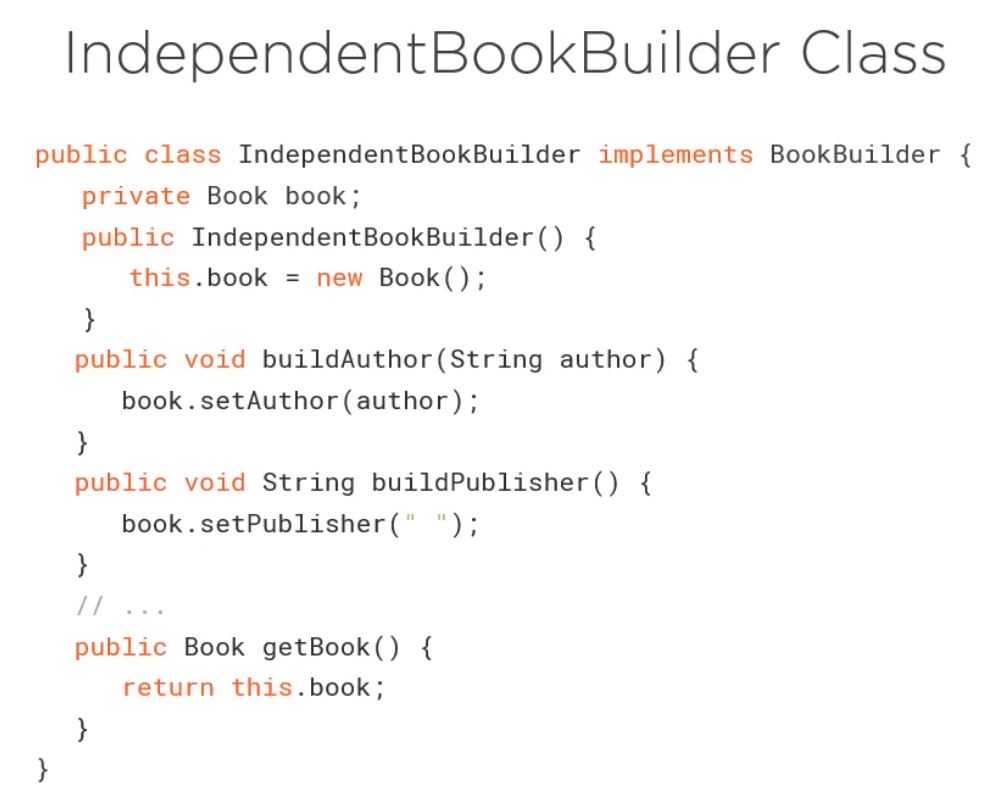 IndependentBookBuilder Class
public class IndependentBookBuilder implements BookBuilder {
private Book book;
public IndependentBookBuilder() {
this.book = new Book();
}
public void buildAuthor(String author) {
book.setAuthor(author);
}
public void String buildPublisher() {
book.setPublisher(" ");
}
// ...
public Book getBook() {
return this.book;
}
}